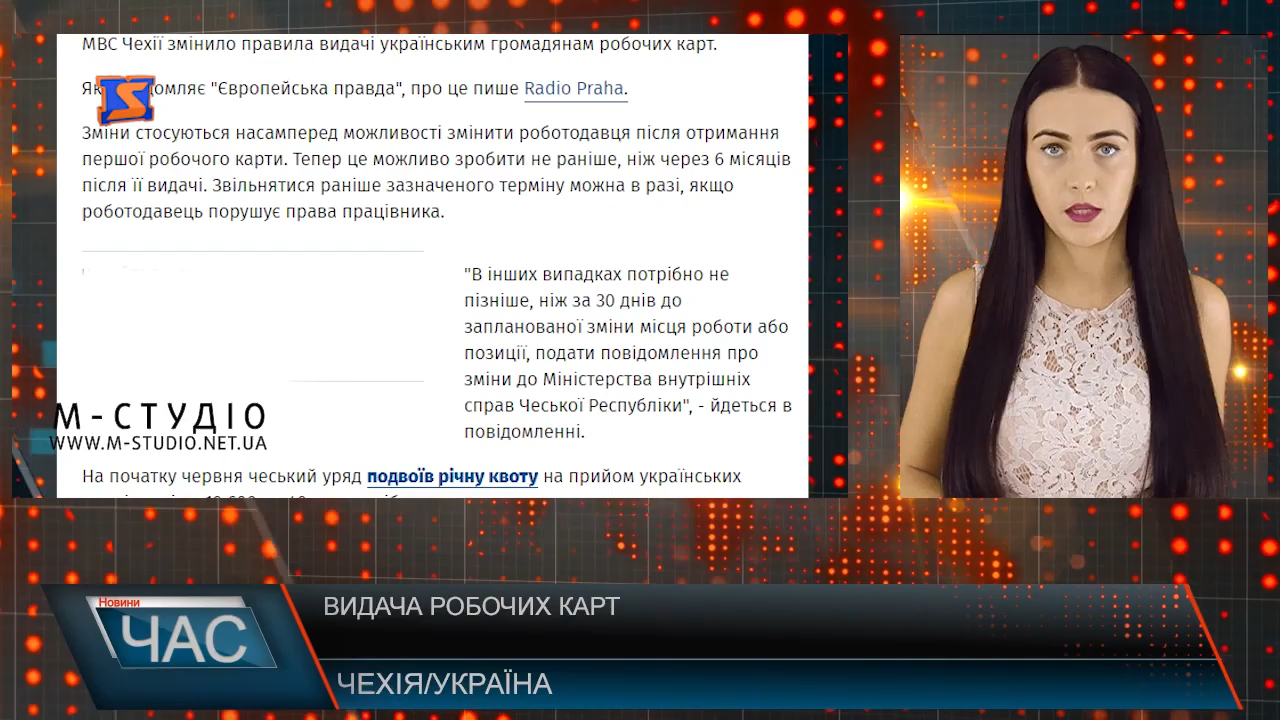 МВС Чехії змінило правила видачі українським громадянам робочих карт.
"Європейська правда", про це пише Radio Praha.
Зміни стосуються насамперед можливості змінити роботодавця після отримання
першої робочого карти. Тепер це можливо зробити не раніше, ніж через 6 місяців
після її видачі. Звільнятися раніше зазначеного терміну можна в разі, якщо
роботодавець порушує права працівника.
"В інших випадках потрібно не
пізніше, ніж за 30 днів до
запланованої зміни місця роботи або
позиції, подати повідомлення про
зміни до Міністерства внутрішніх
справ Чеської Республіки", - йдеться в
повідомленні.
М-СТУДІО
WWW.M-STUDIO.NET.UA
На початку червня чеський уряд подвоїв річну квоту на прийом українських
Новини
ЧАС
ВИДАЧА РОБОЧИХ КАРТ
ЧЕХІЯ/УКРАЇНА